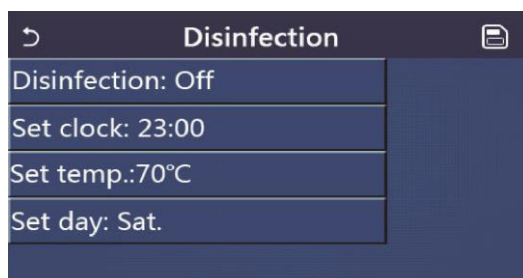 Disinfection
Disinfection: Off
Set clock: 23:00
Set temp.:70℃
Set day: Sat.